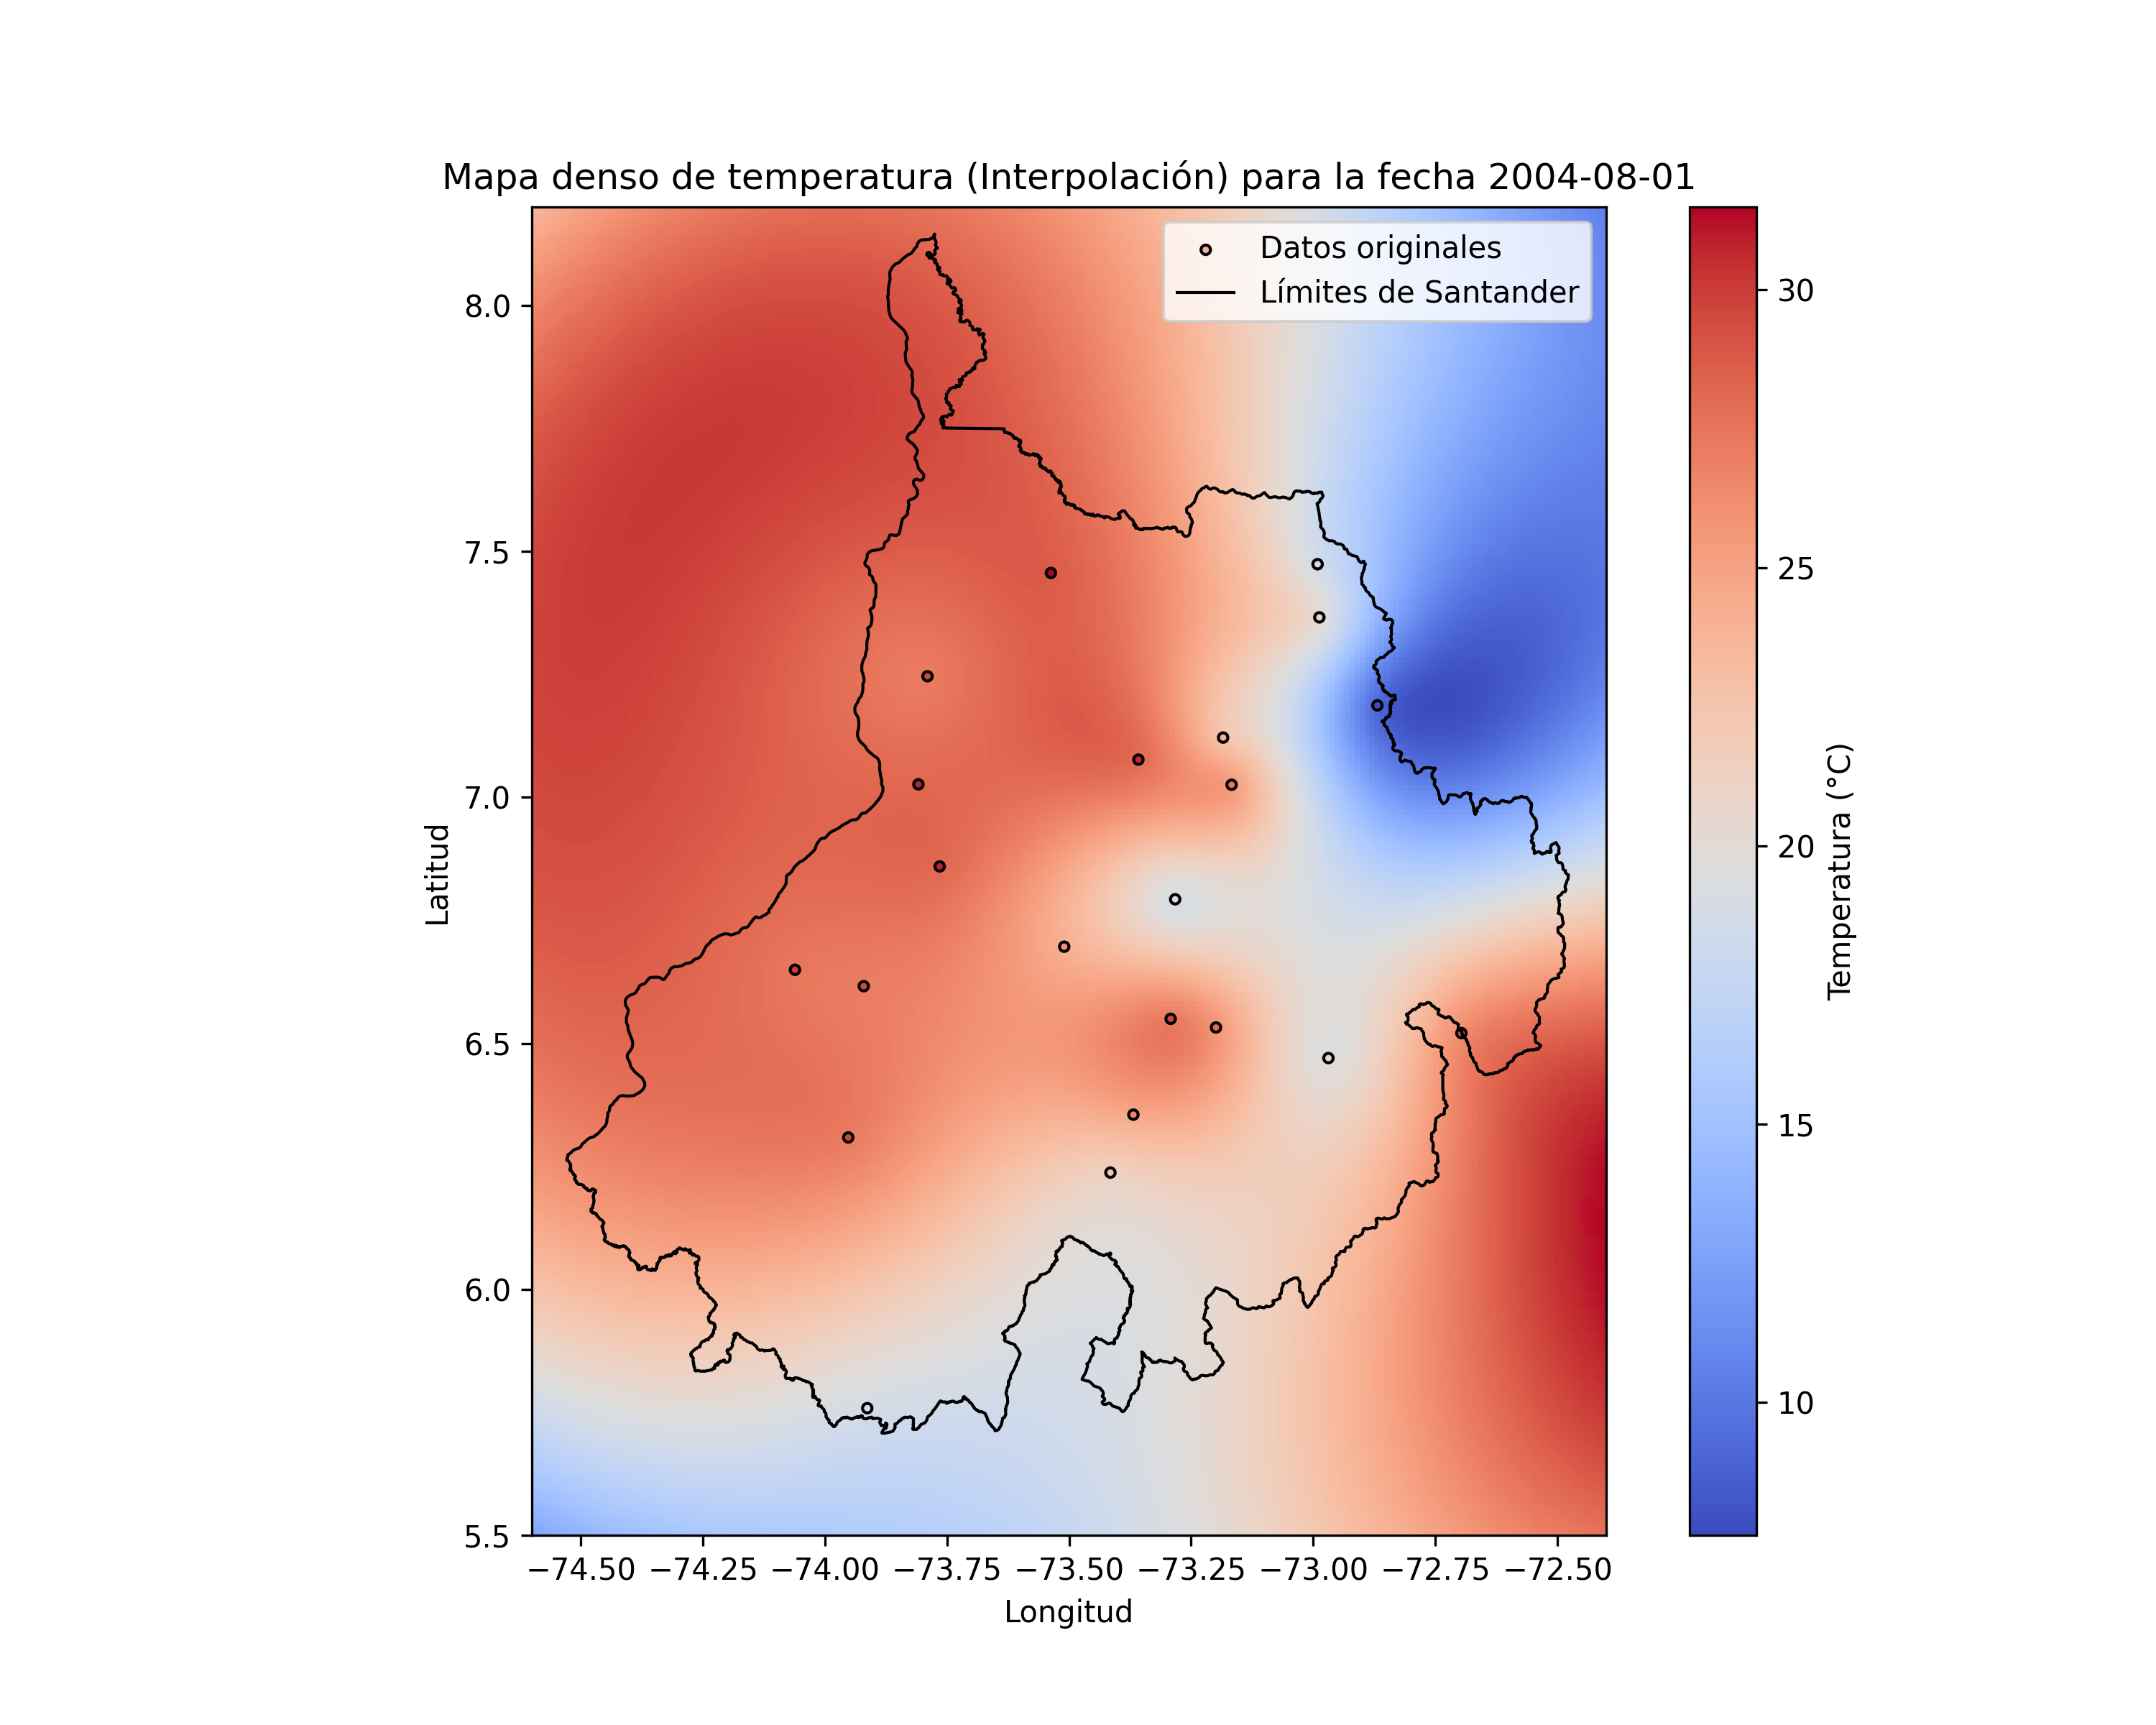 Mapa denso de temperatura (Interpolación) para la fecha 2004-08-01
Datos originales
Límites de Santander
8.0
7.5
7.0
6.5
6.0
5.5
Latitud
−74.50 −74.25 −74.00 −73.75 −73.50 −73.25 −73.00 −72.75 −72.50
Longitud
30
25
20
15
10
Temperatura (°C)